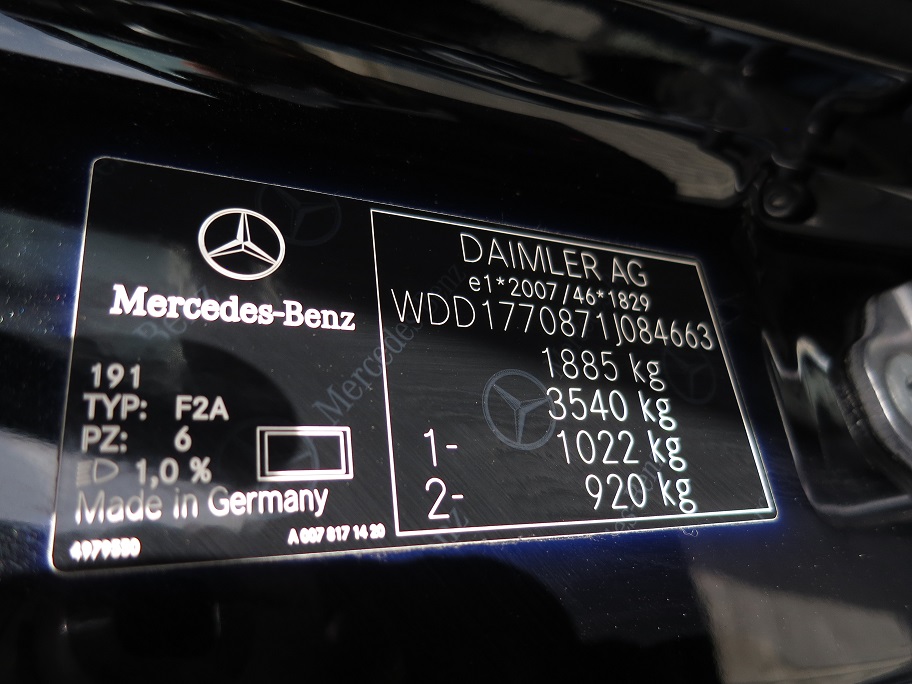 Mercedes-Benz
191
TYP: F2A
PZ: 6
1,0 %
Made in Germany
4979550
A 007 817 14 20
DAIMLER AG
e1*2007/46*1829
WDD1770871J084663
1885 kg
3540 kg
1- 1022 kg
2- 920 kg